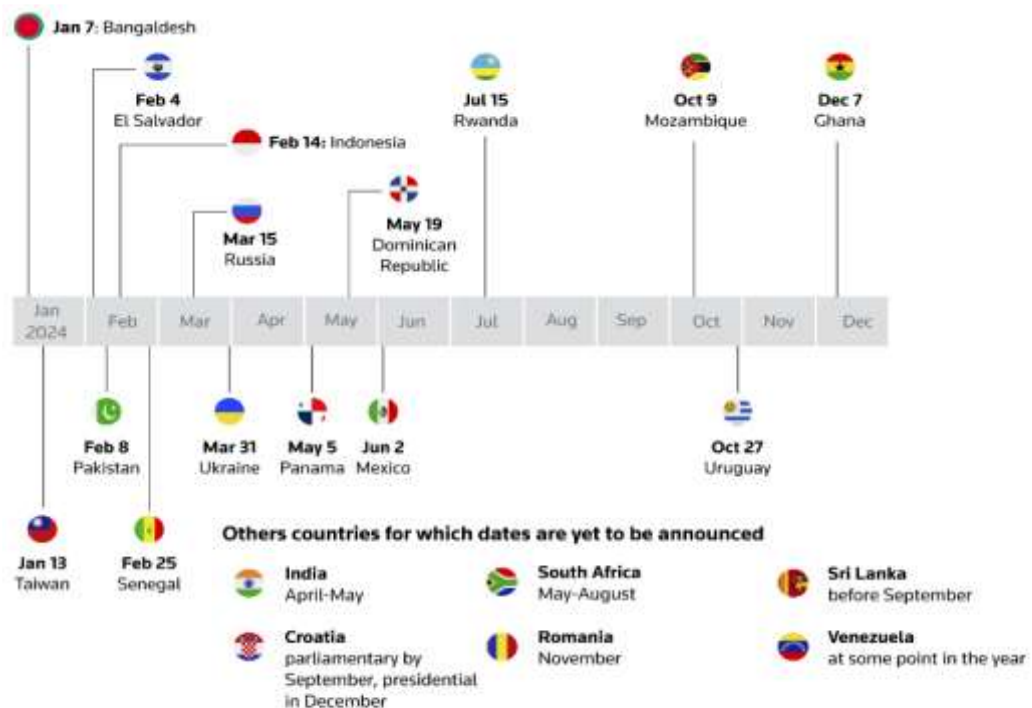 Jan 7: Bangaldesh
Feb 4
El Salvador
Jul 15
Rwanda
Oct 9
Mozambique
Dec 7
Ghana
Feb 14: Indonesia
Mar 15
Russia
May 19
Dominican
Republic
Jan
2024
Feb
Mar
Apr
May
Jun
Jul
Aug
Sep
Oct
Nov
Dec
Feb 8
Pakistan
Mar 31
Ukraine
May 5
Panama
Jun 2
Mexico
Oct 27
Uruguay
Jan 13
Taiwan
Feb 25
Senegal
Others countries for which dates are yet to be announced
India
April-May
South Africa
May-August
Sri Lanka
before September
Croatia
parliamentary by
September, presidential
in December
Romania
November
Venezuela
at some point in the year